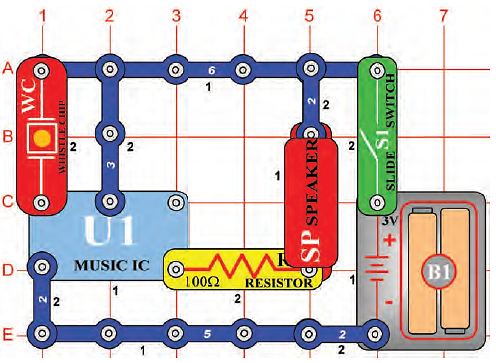 1 2 3 4 5 6 7
A
6
1
WC
WHISTLE CHIP
2
3
2
2
2
S1
SLIDE SWITCH
2
B
1
SP SPEAKER
C
U1
MUSIC IC
1
3V
+
-
B1
1
D
R
100Ω
RESISTOR
2
2
2
E
1
5
2
2